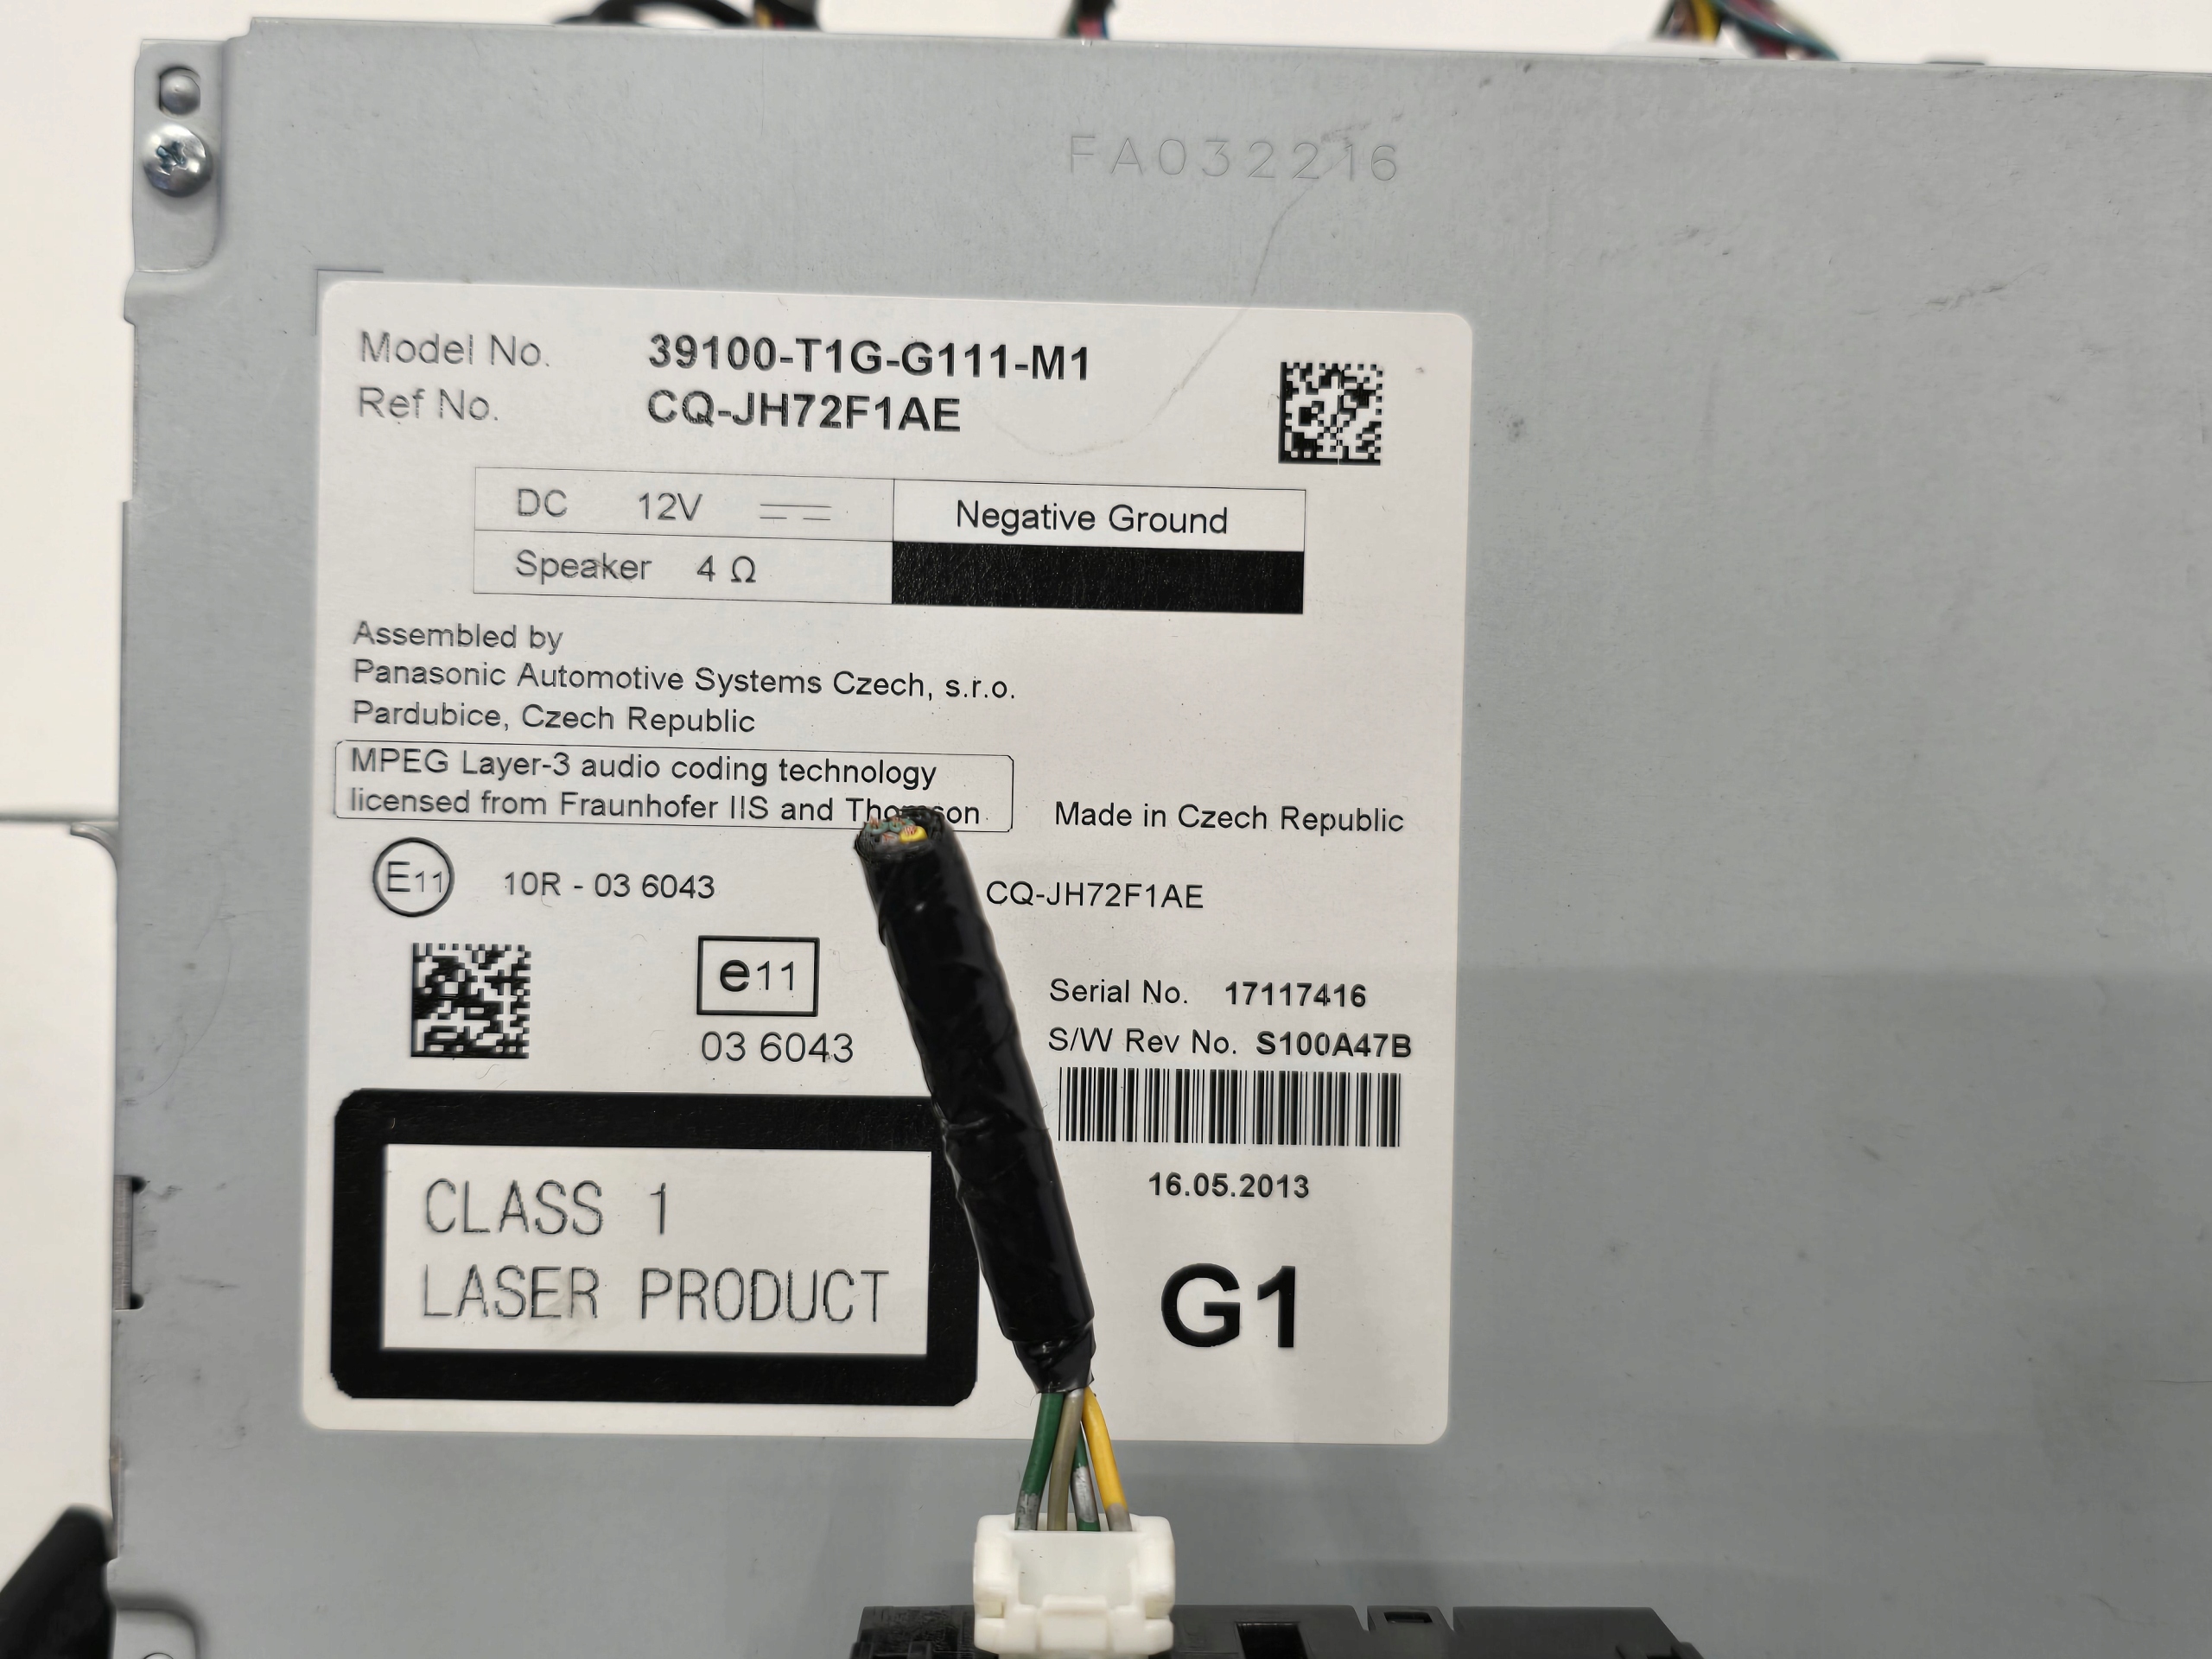 FA032216
Model No. 39100-T1G-G111-M1
Ref No. CQ-JH72F1AE
DC 12V Negative Ground
Speaker 4 Ω
Assembled by
Panasonic Automotive Systems Czech, s.r.o.
Pardubice, Czech Republic
MPEG Layer-3 audio coding technology
licensed from Fraunhofer IIS and Thomson
Made in Czech Republic
E11 10R - 03 6043 CQ-JH72F1AE
e11
03 6043
Serial No. 17117416
S/W Rev No. S100A47B
16.05.2013
CLASS 1
LASER PRODUCT
G1